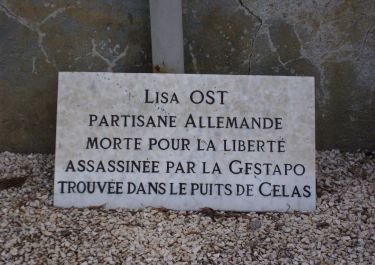 LISA OST
PARTISANE ALLEMANDE
MORTE POUR LA LIBERTÉ
ASSASSINÉE PAR LA GESTAPO
TROUVÉE DANS LE PUITS DE CELAS